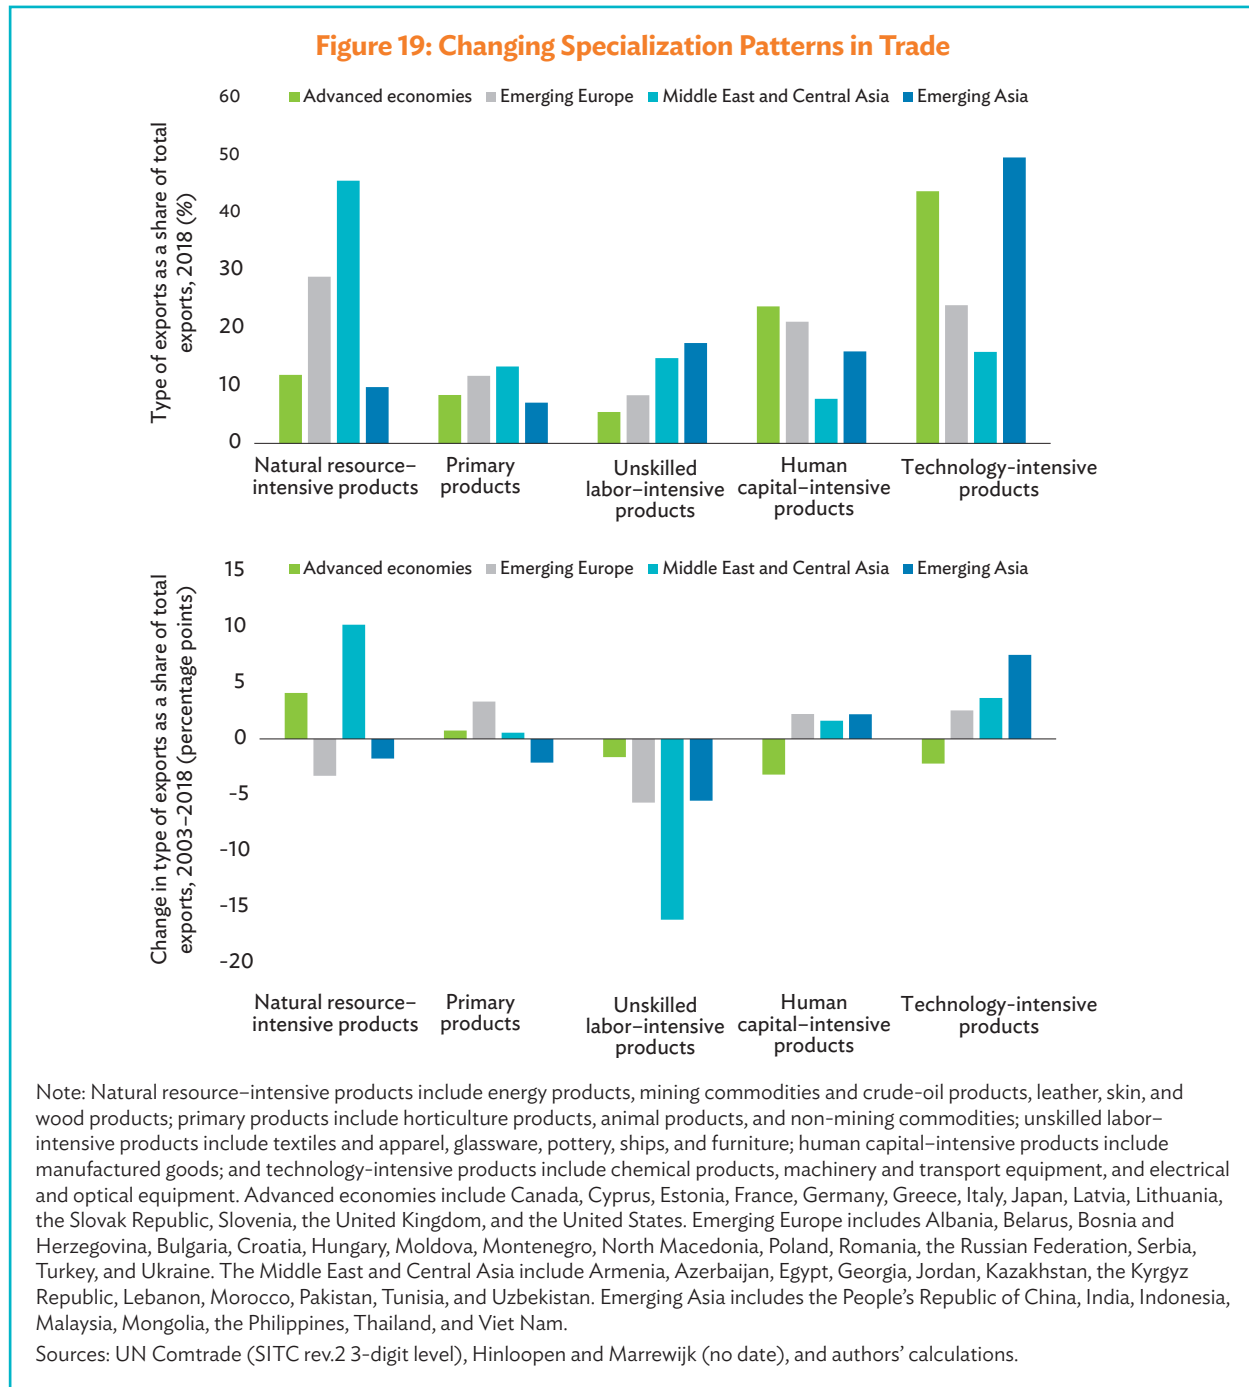 Figure 19: Changing Specialization Patterns in Trade
Advanced economies Emerging Europe Middle East and Central Asia Emerging Asia
Type of exports as a share of total
exports, 2018 (%)
60
50
40
30
20
10
0
Natural resource–
intensive products
Primary
products
Unskilled
labor–intensive
products
Human
capital–intensive
products
Technology-intensive
products
Advanced economies Emerging Europe Middle East and Central Asia Emerging Asia
Change in type of exports as a share of total
exports, 2003–2018 (percentage points)
15
10
5
0
-5
-10
-15
-20
Natural resource–
intensive products
Primary
products
Unskilled
labor–intensive
products
Human
capital–intensive
products
Technology-intensive
products
Note: Natural resource–intensive products include energy products, mining commodities and crude-oil products, leather, skin, and
wood products; primary products include horticulture products, animal products, and non-mining commodities; unskilled labor–
intensive products include textiles and apparel, glassware, pottery, ships, and furniture; human capital–intensive products include
manufactured goods; and technology-intensive products include chemical products, machinery and transport equipment, and electrical
and optical equipment. Advanced economies include Canada, Cyprus, Estonia, France, Germany, Greece, Italy, Japan, Latvia, Lithuania,
the Slovak Republic, Slovenia, the United Kingdom, and the United States. Emerging Europe includes Albania, Belarus, Bosnia and
Herzegovina, Bulgaria, Croatia, Hungary, Moldova, Montenegro, North Macedonia, Poland, Romania, the Russian Federation, Serbia,
Turkey, and Ukraine. The Middle East and Central Asia include Armenia, Azerbaijan, Egypt, Georgia, Jordan, Kazakhstan, the Kyrgyz
Republic, Lebanon, Morocco, Pakistan, Tunisia, and Uzbekistan. Emerging Asia includes the People’s Republic of China, India, Indonesia,
Malaysia, Mongolia, the Philippines, Thailand, and Viet Nam.
Sources: UN Comtrade (SITC rev.2 3-digit level), Hinloopen and Marrewijk (no date), and authors’ calculations.